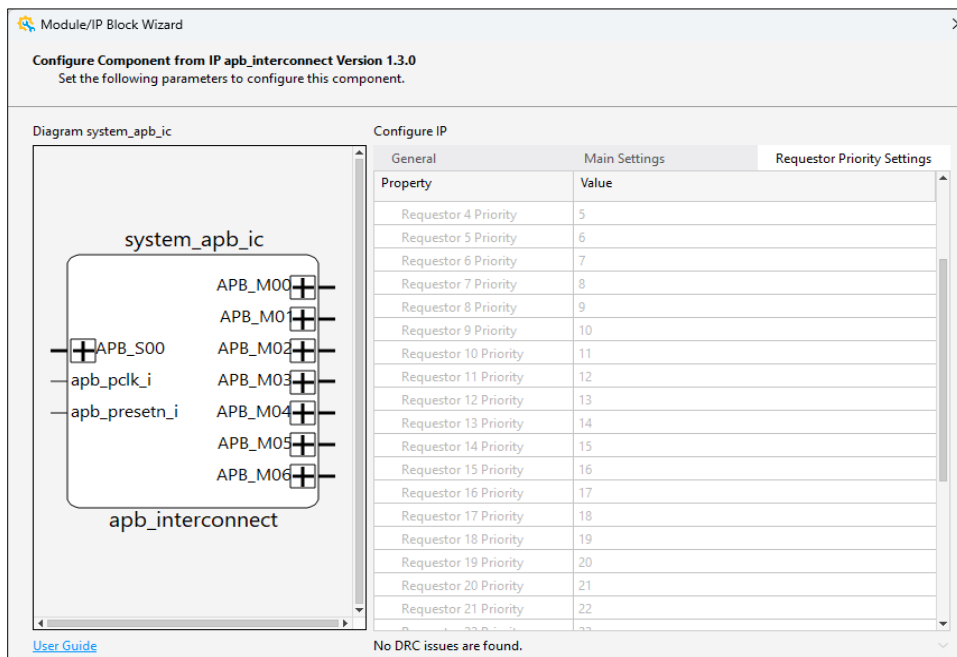 Module/IP Block Wizard
Configure Component from IP apb_interconnect Version 1.3.0
Set the following parameters to configure this component.
Diagram system_apb_ic
Configure IP
General Main Settings Requestor Priority Settings
Property Value
Requestor 4 Priority 5
Requestor 5 Priority 6
Requestor 6 Priority 7
Requestor 7 Priority 8
Requestor 8 Priority 9
Requestor 9 Priority 10
Requestor 10 Priority 11
Requestor 11 Priority 12
Requestor 12 Priority 13
Requestor 13 Priority 14
Requestor 14 Priority 15
Requestor 15 Priority 16
Requestor 16 Priority 17
Requestor 17 Priority 18
Requestor 18 Priority 19
Requestor 19 Priority 20
Requestor 20 Priority 21
Requestor 21 Priority 22
system_apb_ic
APB_M00
APB_M01
APB_S00 APB_M02
apb_pclk_i APB_M03
apb_presetn_i APB_M04
APB_M05
APB_M06
apb_interconnect
User Guide
No DRC issues are found.